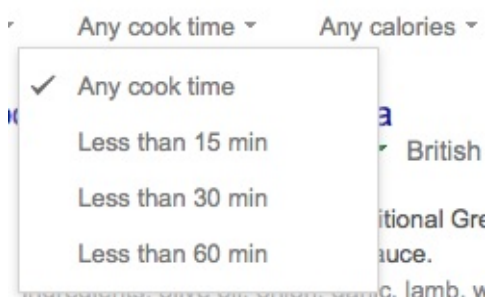 Any cook time Any calories
Any cook time
a
Less than 15 min
British
Less than 30 min
itional Gre
Less than 60 min
auce.
lamb, w